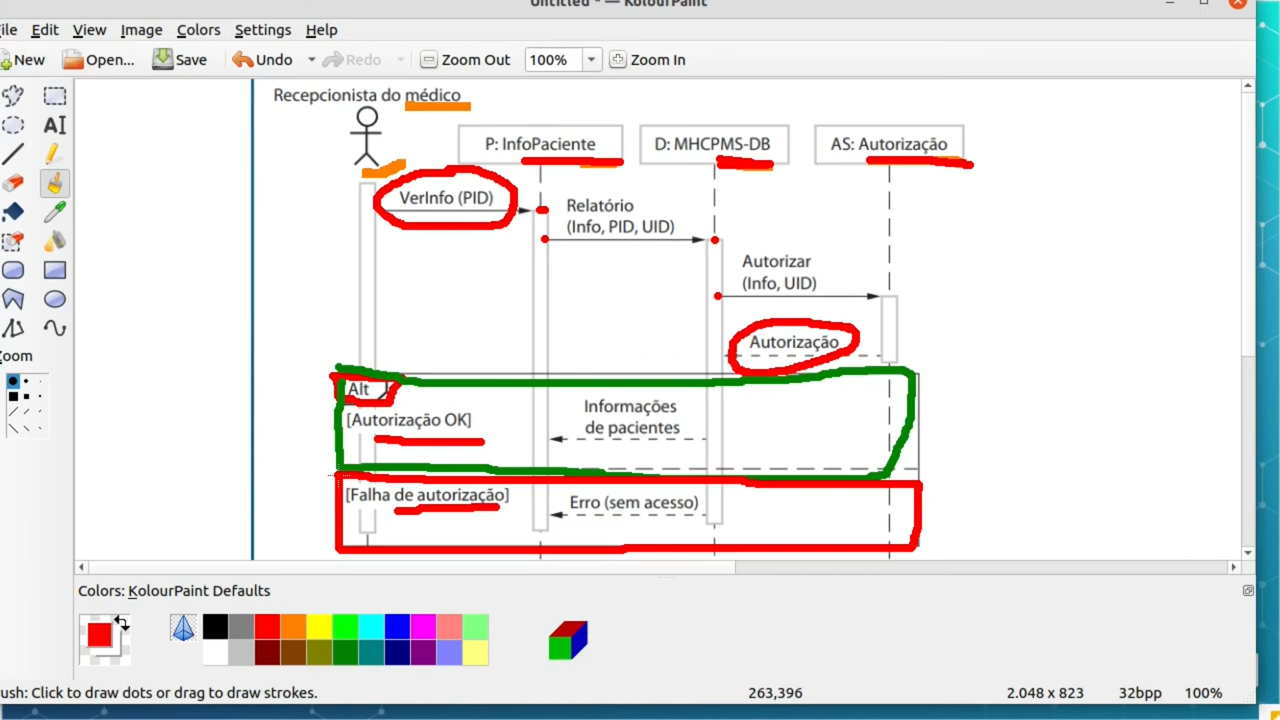 Untitled * — KolourPaint
File Edit View Image Colors Settings Help
New Open... Save Undo Redo Zoom Out 100% Zoom In
Recepcionista do médico
P: InfoPaciente D: MHCPMS-DB AS: Autorização
VerInfo (PID)
Relatório
(Info, PID, UID)
Autorizar
(Info, UID)
Autorização
Alt
Informações
[Autorização OK]
de pacientes
[Falha de autorização] Erro (sem acesso)
Zoom
Colors: KolourPaint Defaults
ush: Click to draw dots or drag to draw strokes. 263,396 2.048 x 823 32bpp 100%